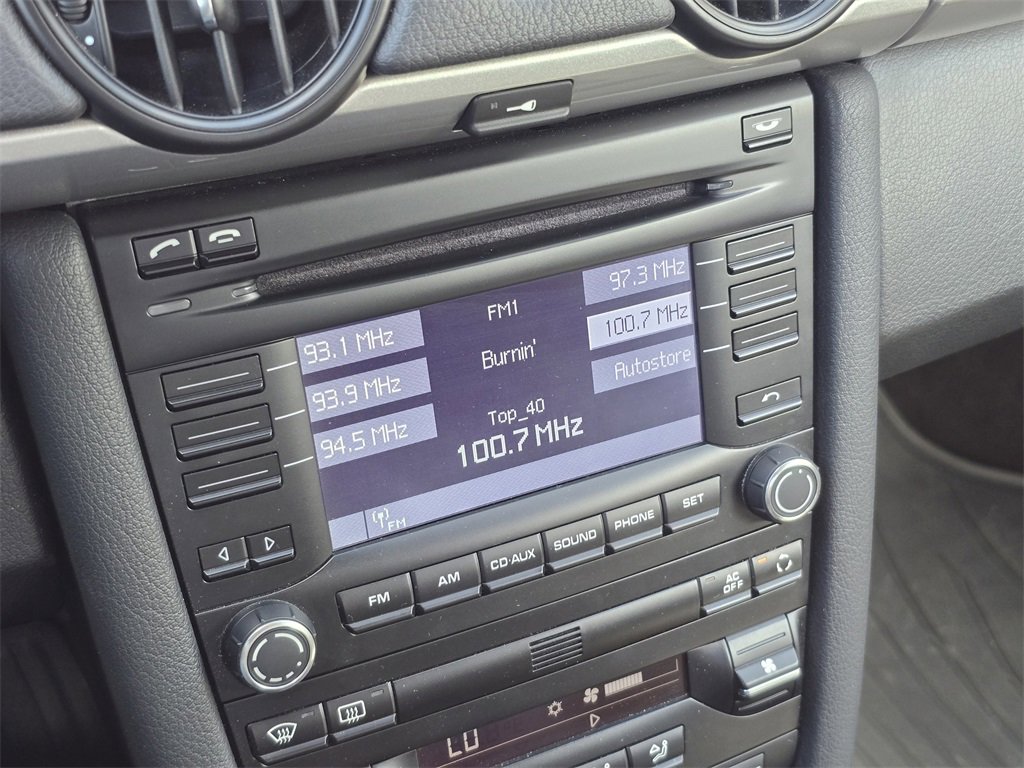 97.3 MHz
FM1
93.1 MHz
100.7 MHz
Burnin'
93.9 MHz
Autostore
Top_40
94.5 MHz
100.7 MHz
FM
FM
AM
CD·AUX
SOUND
PHONE
SET
AC
OFF
LO